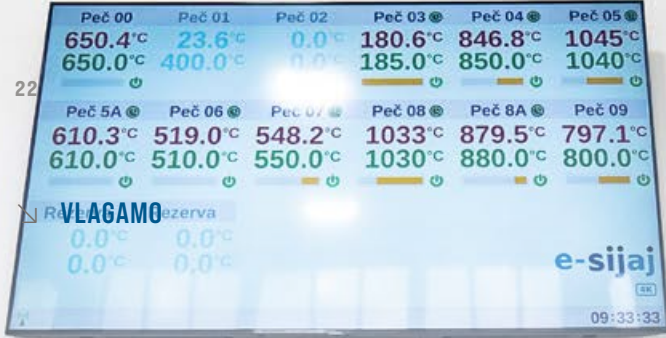 Peč 00 Peč 01 Peč 02 Peč 03 Peč 04 Peč 05
650.4°C 23.6°C 0.0°C 180.6°C 846.8°C 1045°C
650.0°C 400.0°C 185.0°C 850.0°C 1040°C
22
Peč 5A Peč 06 Peč 07 Peč 08 Peč 8A Peč 09
610.3°C 519.0°C 548.2°C 1033°C 879.5°C 797.1°C
610.0°C 510.0°C 550.0°C 1030°C 880.0°C 800.0°C
VLAGAMO
0.0°C 0.0°C
0.0°C 0.0°C
e-sijaj
4K
09:33:33